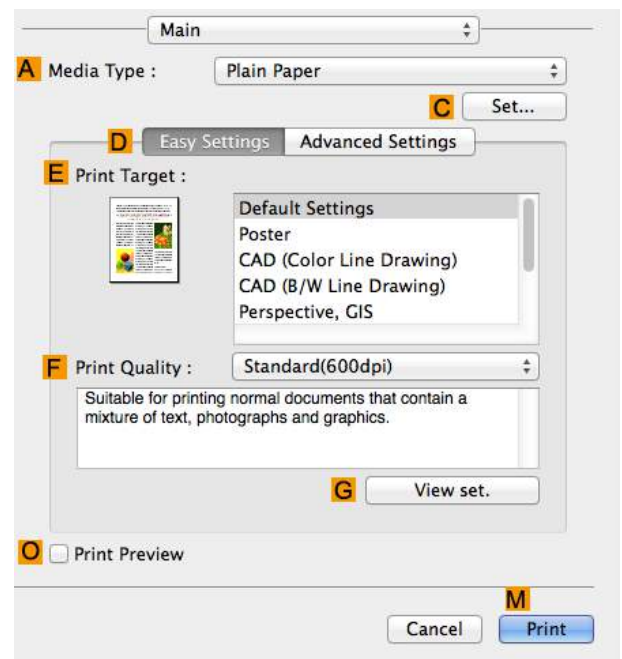 Main
A Media Type : Plain Paper
C Set...
D Easy Settings Advanced Settings
E Print Target :
Default Settings
Poster
CAD (Color Line Drawing)
CAD (B/W Line Drawing)
Perspective, GIS
F Print Quality : Standard(600dpi)
Suitable for printing normal documents that contain a
mixture of text, photographs and graphics.
G View set.
O Print Preview
M
Cancel Print